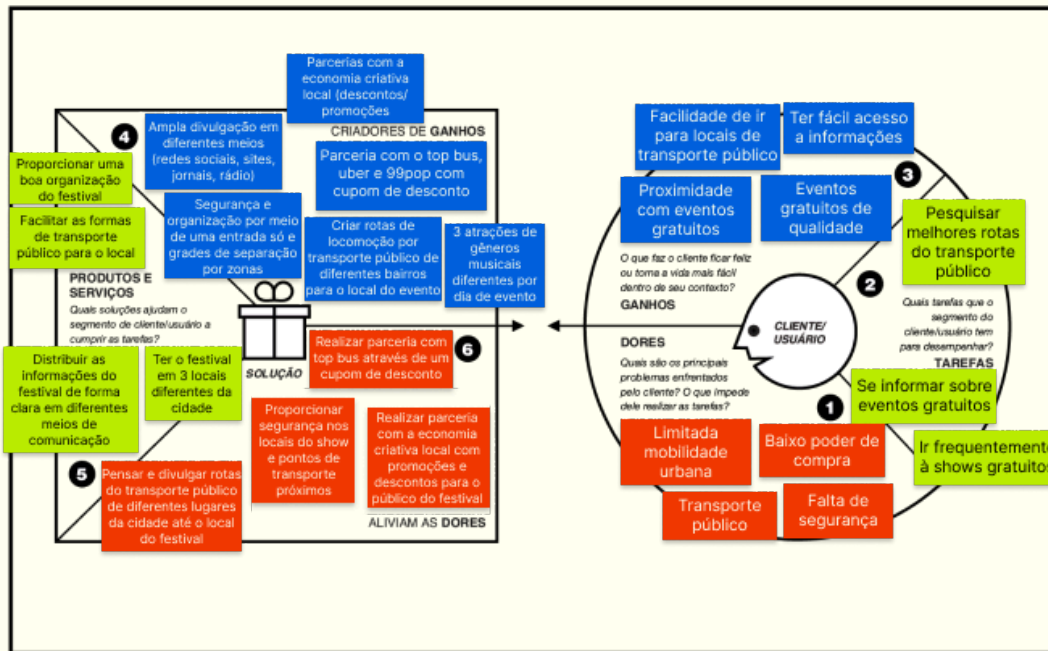 Parcerias com a
economia criativa
local (descontos/
promoções
4
Ampla divulgação em
diferentes meios
(redes sociais, sites,
jornais, rádio)
CRIADORES DE GANHOS
Parceria com o top bus,
uber e 99pop com
cupom de desconto
Proporcionar uma
boa organização
do festival
Facilitar as formas
de transporte
público para o local
Segurança e
organização por meio
de uma entrada só e
grades de separação
por zonas
Criar rotas de
locomoção por
transporte público de
diferentes bairros
para o local do evento
3 atrações de
gêneros
musicais
diferentes por
dia de evento
PRODUTOS E
SERVIÇOS
Quais soluções ajudam o
segmento de cliente/usuário a
cumprir as tarefas?
SOLUÇÃO
6
Realizar parceria com
top bus através de um
cupom de desconto
Distribuir as
informações do
festival de forma
clara em diferentes
meios de
comunicação
Ter o festival
em 3 locais
diferentes da
cidade
Proporcionar
segurança nos
locais do show
e pontos de
transporte
próximos
Realizar parceria
com a economia
criativa local com
promoções e
descontos para o
público do festival
5
Pensar e divulgar rotas
do transporte público
de diferentes lugares
da cidade até o local
do festival
ALIVIAM AS DORES
Facilidade de ir
para locais de
transporte público
Ter fácil acesso
a informações
3
Proximidade
com eventos
gratuitos
Eventos
gratuitos de
qualidade
Pesquisar
melhores rotas
do transporte
público
O que faz o cliente ficar feliz
ou torna a vida mais fácil
dentro de seu contexto?
GANHOS
2
Quais tarefas que o
segmento do
cliente/usuário tem
para desempenhar?
TAREFAS
CLIENTE/
USUÁRIO
DORES
Quais são os principais
problemas enfrentados
pelo cliente? O que impede
dele realizar as tarefas?
1
Se informar sobre
eventos gratuitos
Ir frequentemente
à shows gratuitos
Limitada
mobilidade
urbana
Baixo poder de
compra
Transporte
público
Falta de
segurança